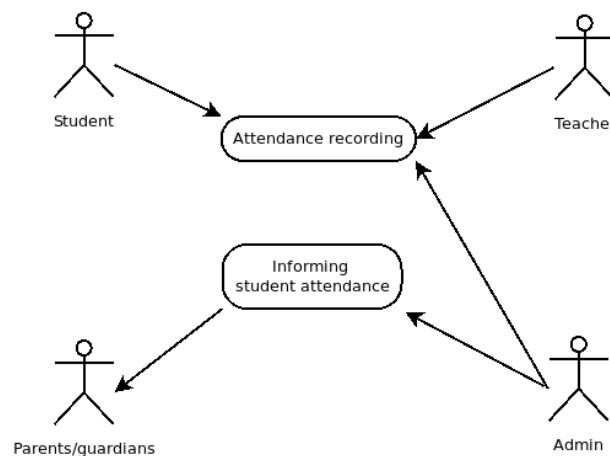 Student
Teache
Attendance recording
Informing
student attendance
Parents/guardians
Admin